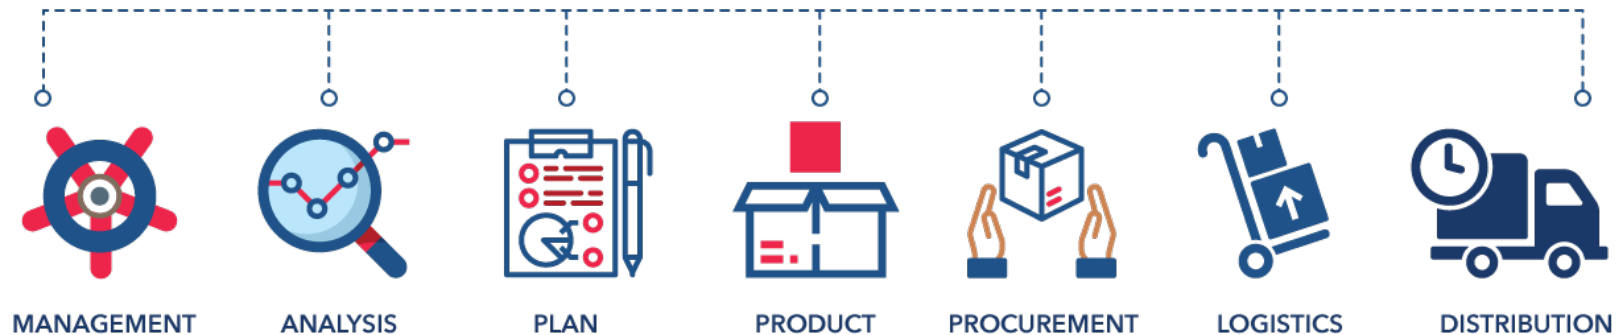 MANAGEMENT
ANALYSIS
PLAN
PRODUCT
PROCUREMENT
LOGISTICS
DISTRIBUTION